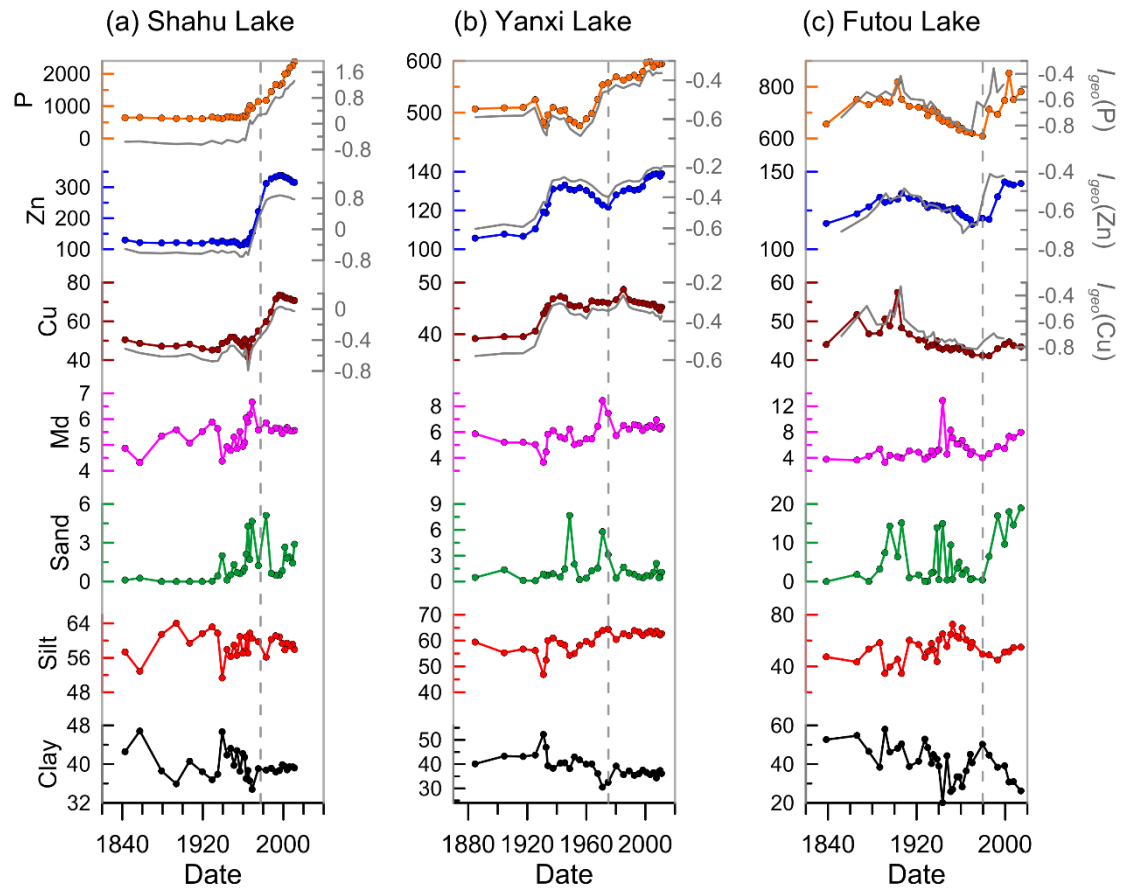 (a) Shahu Lake (b) Yanxi Lake (c) Futou Lake
P 2000 1000 0 1.6 0.8 0 -0.8 600 500 -0.4 -0.6 800 600 -0.4 -0.6 -0.8 Igeo(P)
Zn 300 200 100 0.8 0 -0.8 140 120 100 -0.2 -0.4 -0.6 150 100 -0.4 -0.6 -0.8 Igeo(Zn)
Cu 80 60 40 0 -0.4 -0.8 50 40 -0.2 -0.4 -0.6 80 60 40 -0.4 -0.6 -0.8 Igeo(Cu)
Md 7 6 5 4 8 6 4 12 8 4
Sand 6 3 0 9 6 3 0 20 10 0
Silt 64 56 48 70 60 50 40 80 40
Clay 48 40 32 50 40 30 60 40 20
1840 1920 2000 1880 1920 1960 2000 1840 1920 2000
Date Date Date